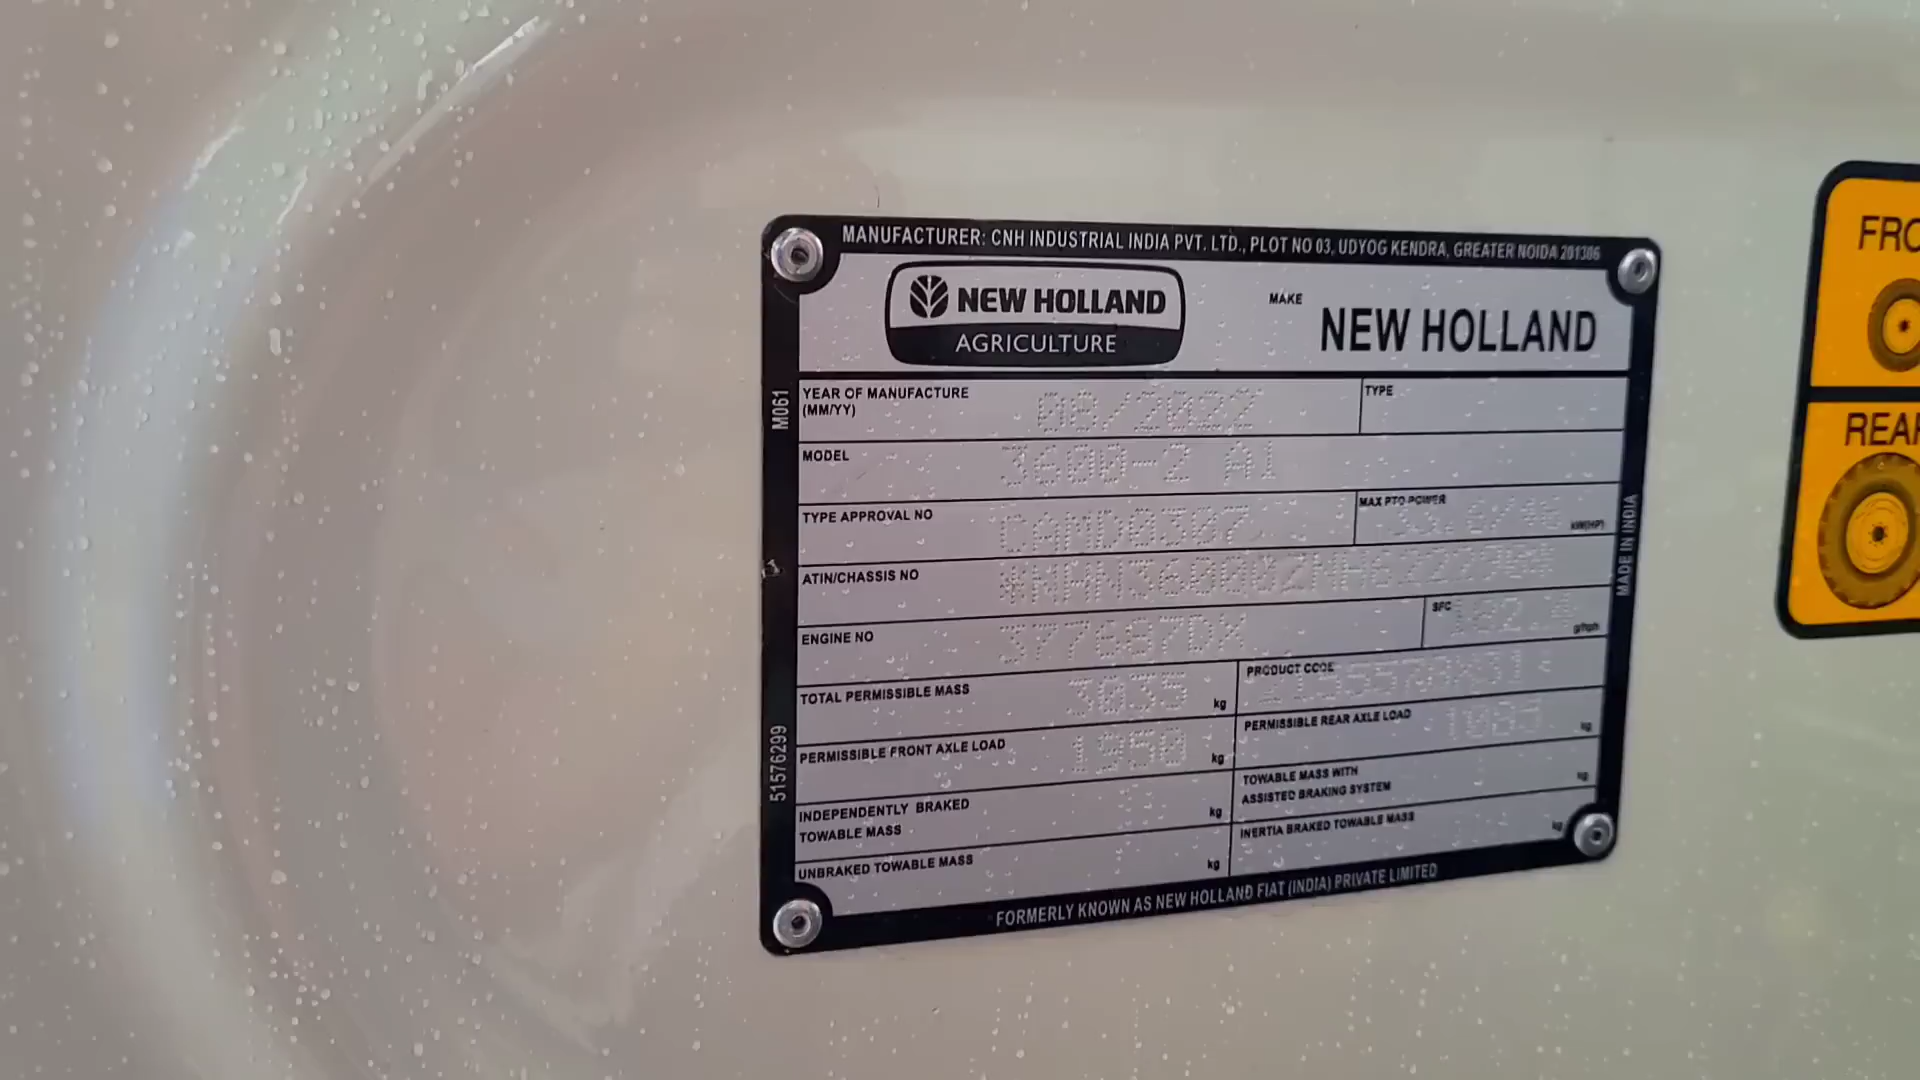 MANUFACTURER: CNH INDUSTRIAL INDIA PVT. LTD., PLOT NO 03, UDYOG KENDRA, GREATER NOIDA 201306
NEW HOLLAND
AGRICULTURE
MAKE
NEW HOLLAND
M061
YEAR OF MANUFACTURE 08/2022
(MM/YY)
TYPE
MODEL 3600-2 AI
TYPE APPROVAL NO CAMD0307
MAX PTO POWER kW(HP)
ATIN/CHASSIS NO
ENGINE NO 377687DX
SFC g/hph
TOTAL PERMISSIBLE MASS 3035 kg
PRODUCT CODE
PERMISSIBLE FRONT AXLE LOAD 1950 kg
PERMISSIBLE REAR AXLE LOAD kg
INDEPENDENTLY BRAKED kg
TOWABLE MASS
TOWABLE MASS WITH kg
ASSISTED BRAKING SYSTEM
UNBRAKED TOWABLE MASS kg
INERTIA BRAKED TOWABLE MASS kg
51576299
MADE IN INDIA
FORMERLY KNOWN AS NEW HOLLAND FIAT (INDIA) PRIVATE LIMITED
FRO
REAR